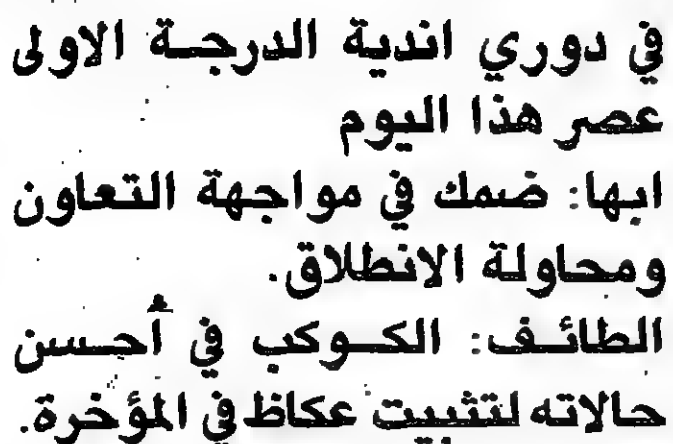 في دوري اندية الدرجة الاولى
عصر هذا اليوم
ابها: ضمك في مواجهة التعاون
ومحاولة الانطلاق.
الطائف: الكوكب في أحسن
حالاته لتثبيت عكاظ في المؤخرة.